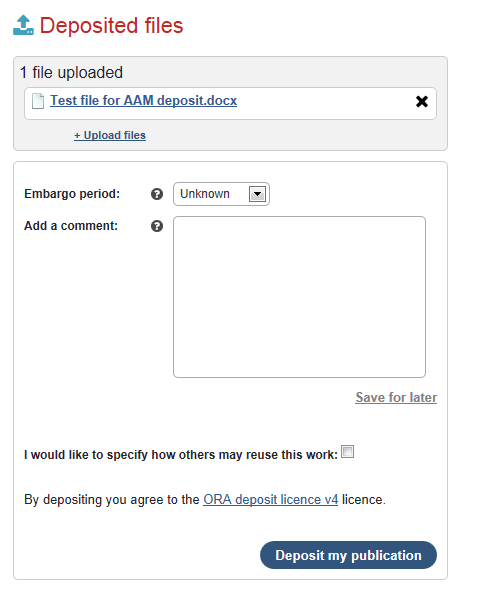 Deposited files
1 file uploaded
Test file for AAM deposit.docx
+ Upload files
Embargo period: ? Unknown
Add a comment: ?
Save for later
I would like to specify how others may reuse this work:
By depositing you agree to the ORA deposit licence v4 licence.
Deposit my publication